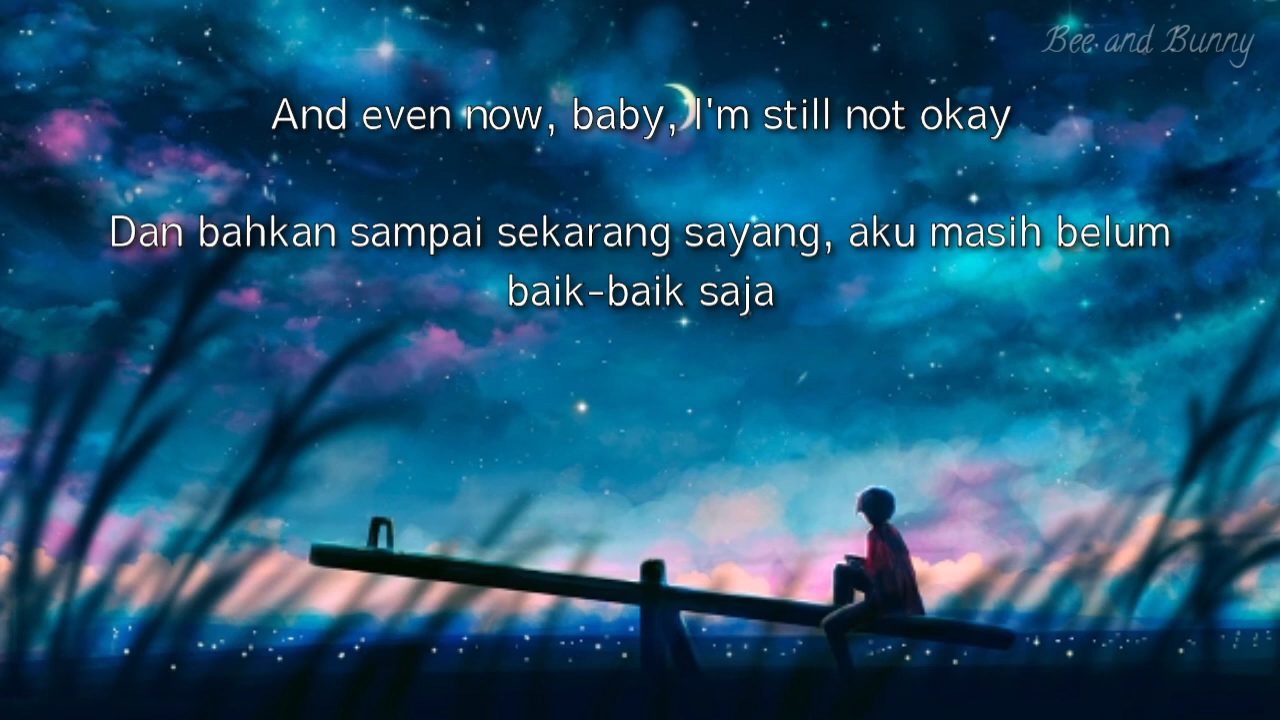 Bee and Bunny
And even now, baby, I'm still not okay
Dan bahkan sampai sekarang sayang, aku masih belum
baik-baik saja